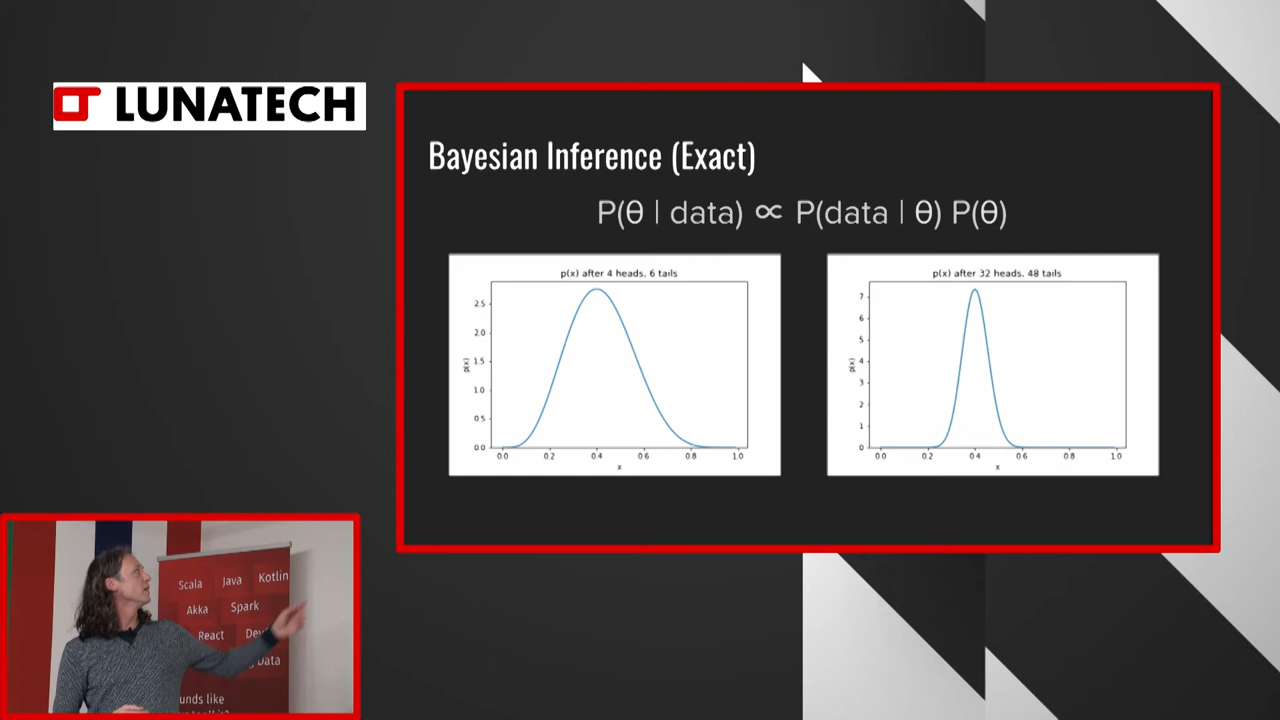 LUNATECH
Bayesian Inference (Exact)
P(θ | data) ∝ P(data | θ) P(θ)
p(x) after 4 heads, 6 tails
2.5
2.0
1.5
1.0
0.5
0.0
p(x)
0.0 0.2 0.4 0.6 0.8 1.0
x
p(x) after 32 heads, 48 tails
7
6
5
4
3
2
1
0
p(x)
0.0 0.2 0.4 0.6 0.8 1.0
x
Scala Java Kotlin
Akka Spark
React
Data
like